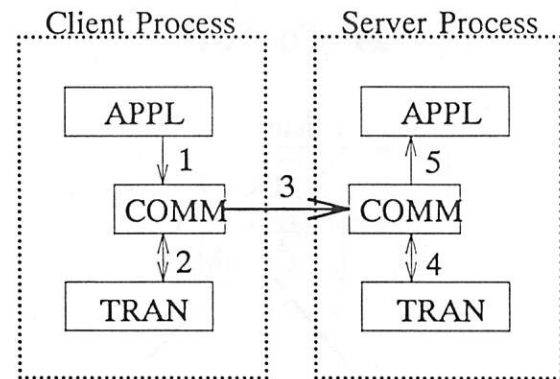 Client Process Server Process
APPL APPL
1 5
3
COMM COMM
2 4
TRAN TRAN